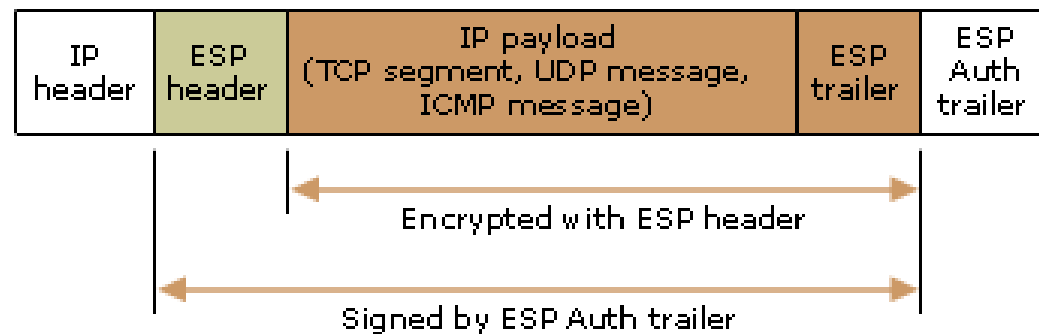 IP
header
ESP
header
IP payload
(TCP segment, UDP message,
ICMP message)
ESP
trailer
ESP
Auth
trailer
Encrypted with ESP header
Signed by ESP Auth trailer